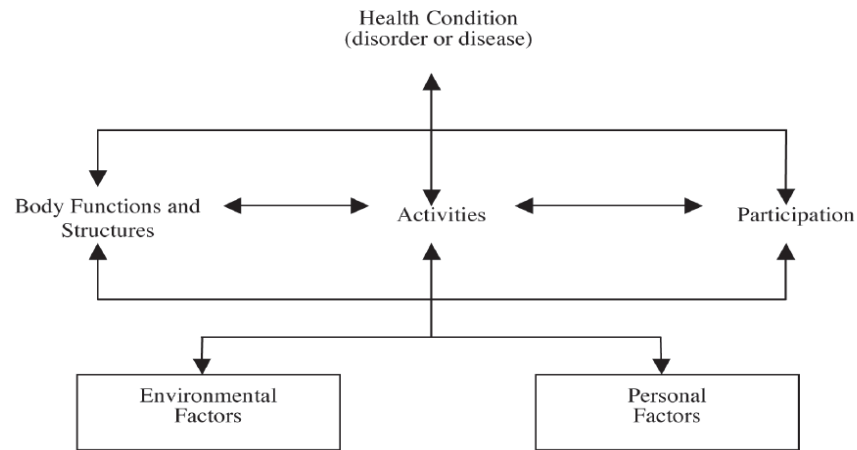 Health Condition
(disorder or disease)
Body Functions and
Structures
Activities
Participation
Environmental
Factors
Personal
Factors